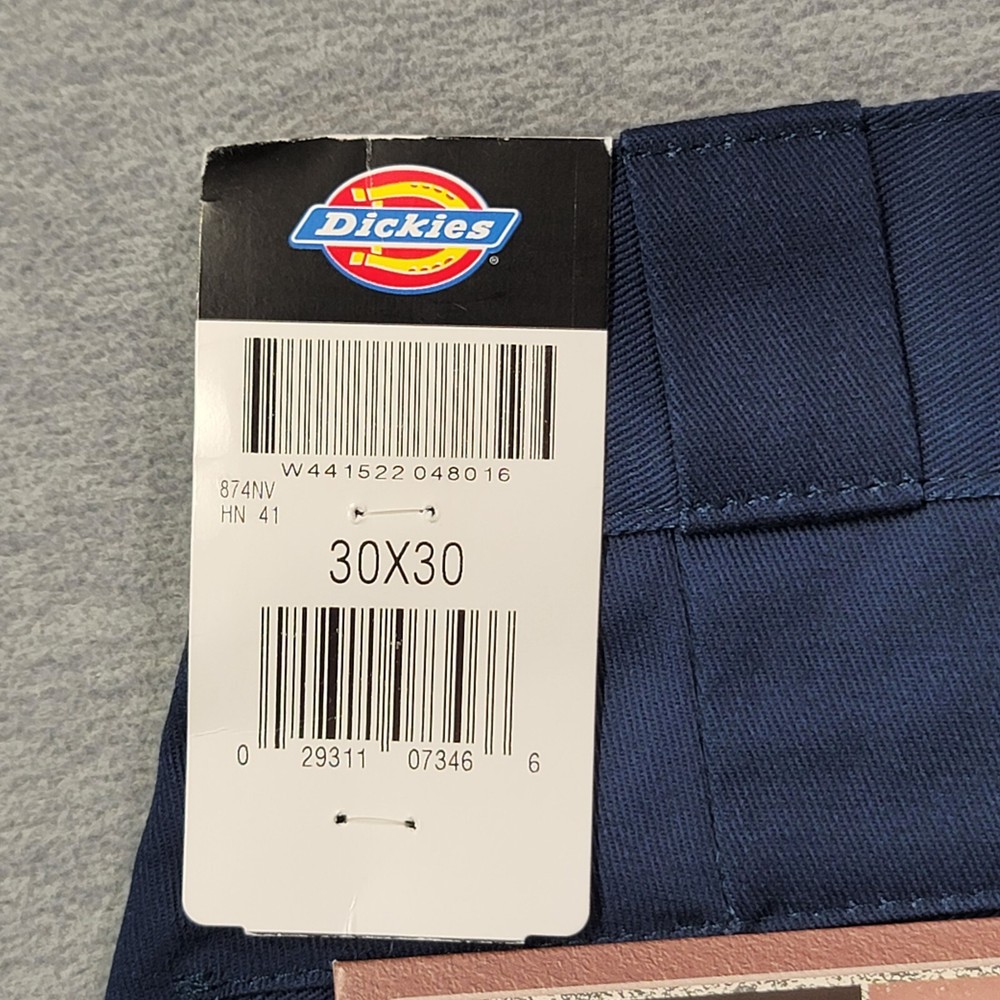 Dickies®
W441522 048016
874NV
HN 41
30X30
0 29311 07346 6